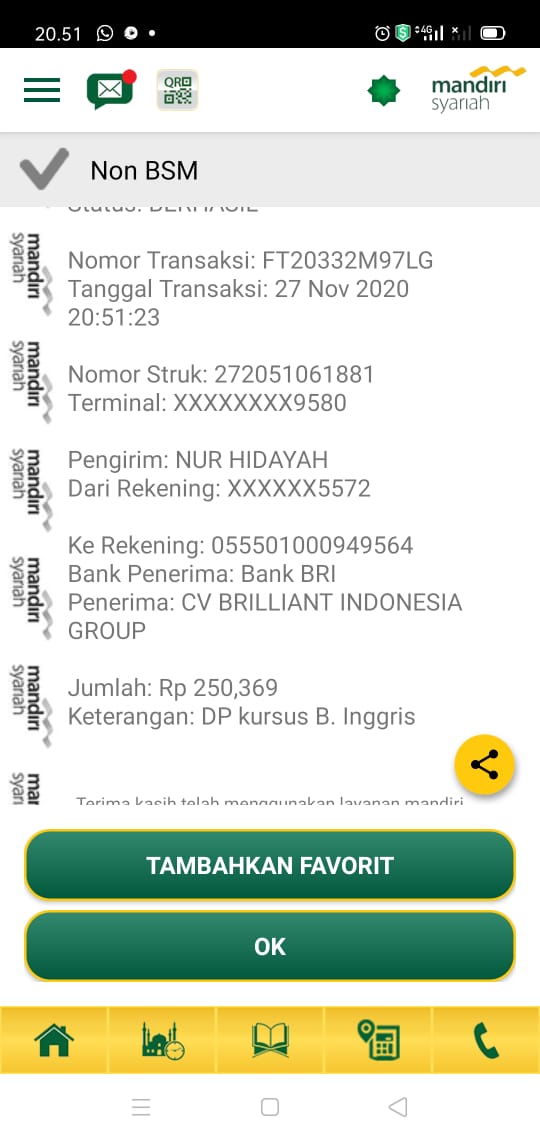 20.51
4G
QR
mandiri
syariah
Non BSM
Status: BERHASIL
Nomor Transaksi: FT20332M97LG
Tanggal Transaksi: 27 Nov 2020
20:51:23
Nomor Struk: 272051061881
Terminal: XXXXXXXX9580
Pengirim: NUR HIDAYAH
Dari Rekening: XXXXXX5572
Ke Rekening: 055501000949564
Bank Penerima: Bank BRI
Penerima: CV BRILLIANT INDONESIA
GROUP
Jumlah: Rp 250,369
Keterangan: DP kursus B. Inggris
Terima kasih telah menggunakan layanan mandiri
mandiri
syariah
mandiri
syariah
mandiri
syariah
mandiri
syariah
mandiri
syariah
TAMBAHKAN FAVORIT
OK